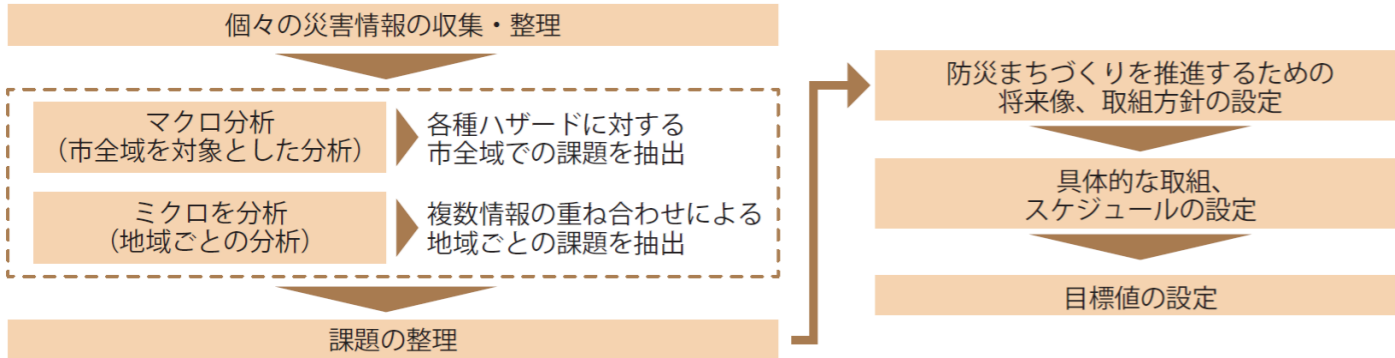 個々の災害情報の収集・整理
マクロ分析
（市全域を対象とした分析）
各種ハザードに対する
市全域での課題を抽出
ミクロを分析
（地域ごとの分析）
複数情報の重ね合わせによる
地域ごとの課題を抽出
課題の整理
防災まちづくりを推進するための
将来像、取組方針の設定
具体的な取組、
スケジュールの設定
目標値の設定